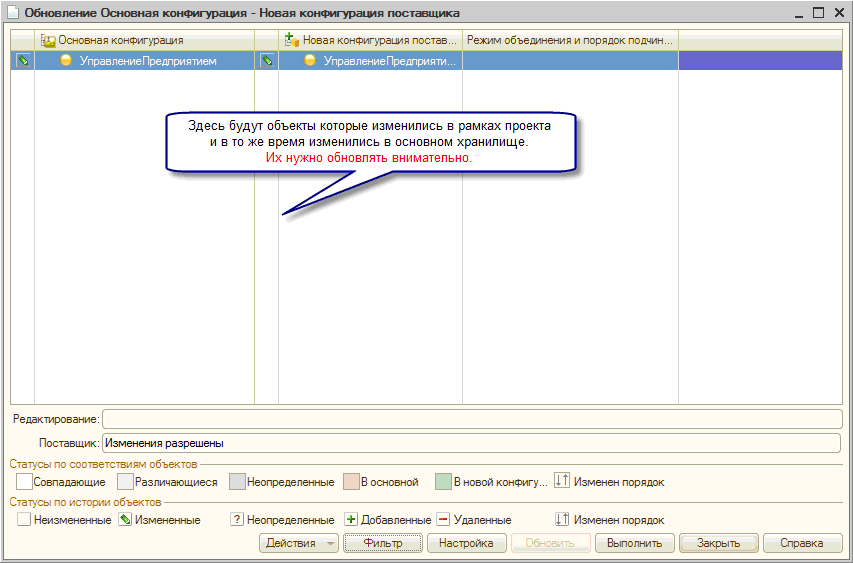 Обновление Основная конфигурация - Новая конфигурация поставщика
Основная конфигурация Новая конфигурация постав... Режим объединения и порядок подчин...
УправлениеПредприятием УправлениеПредприяти...
Здесь будут объекты которые изменились в рамках проекта
и в то же время изменились в основном хранилище.
Их нужно обновлять внимательно.
Редактирование:
Поставщик: Изменения разрешены
Статусы по соответствиям объектов
Совпадающие Различающиеся Неопределенные В основной В новой конфигу... Изменен порядок
Статусы по истории объектов
Неизмененные Измененные ? Неопределенные Добавленные Удаленные Изменен порядок
Действия Фильтр Настройка Обновить Выполнить Закрыть Справка